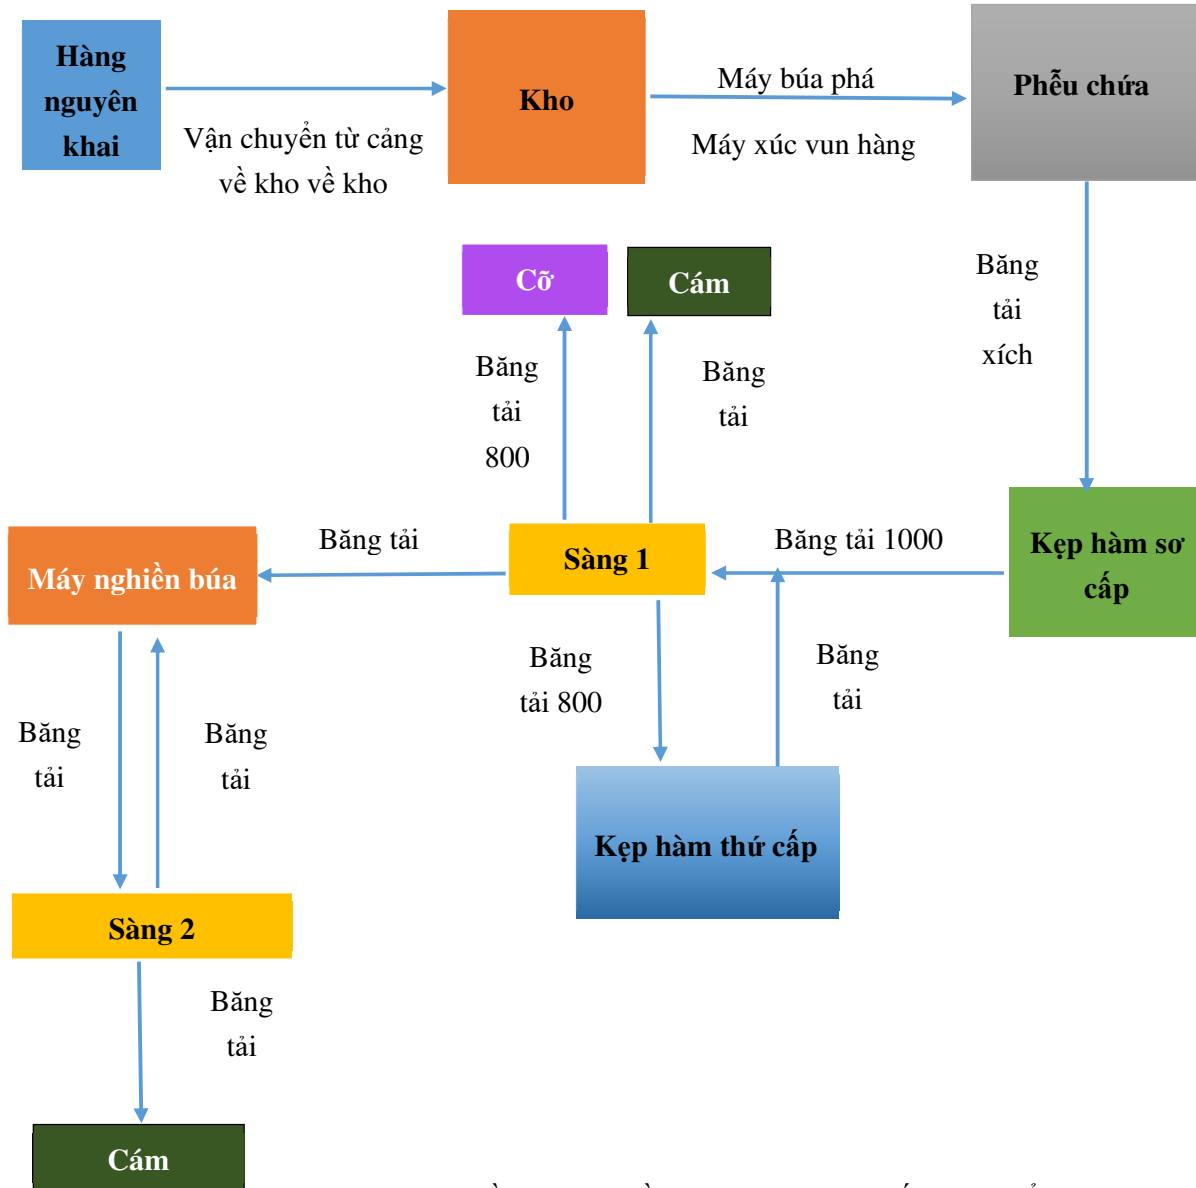 Hàng
nguyên
khai
Vận chuyển từ cảng
về kho về kho
Kho
Máy búa phá
Máy xúc vun hàng
Phễu chứa
Băng
tải
xích
Cỡ
Cám
Băng
tải
800
Băng
tải
Máy nghiền búa
Băng tải
Sàng 1
Băng tải 1000
Kẹp hàm sơ
cấp
Băng
tải 800
Băng
tải
Băng
tải
Băng
tải
Kẹp hàm thứ cấp
Sàng 2
Băng
tải
Cám